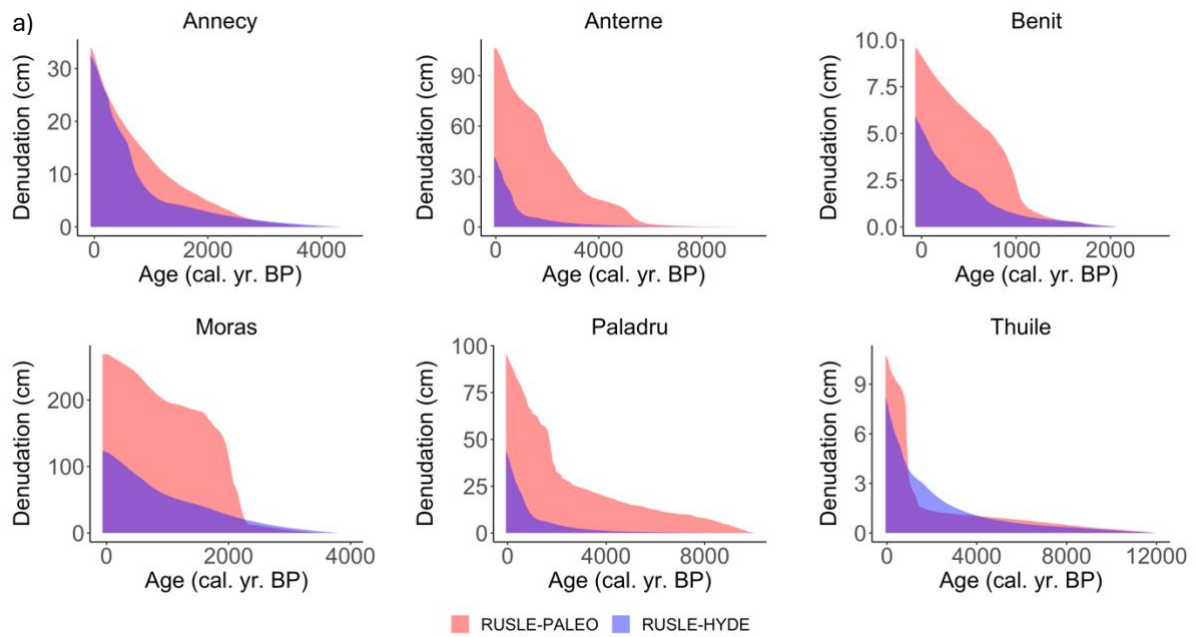 a)
Annecy
Denudation (cm)
30
20
10
0
0 2000 4000
Age (cal. yr. BP)
Anterne
Denudation (cm)
90
60
30
0
0 4000 8000
Age (cal. yr. BP)
Benit
Denudation (cm)
10.0
7.5
5.0
2.5
0.0
0 1000 2000
Age (cal. yr. BP)
Moras
Denudation (cm)
200
100
0
0 2000 4000
Age (cal. yr. BP)
Paladru
Denudation (cm)
100
75
50
25
0
0 4000 8000
Age (cal. yr. BP)
Thuile
Denudation (cm)
9
6
3
0
0 4000 8000 12000
Age (cal. yr. BP)
RUSLE-PALEO RUSLE-HYDE